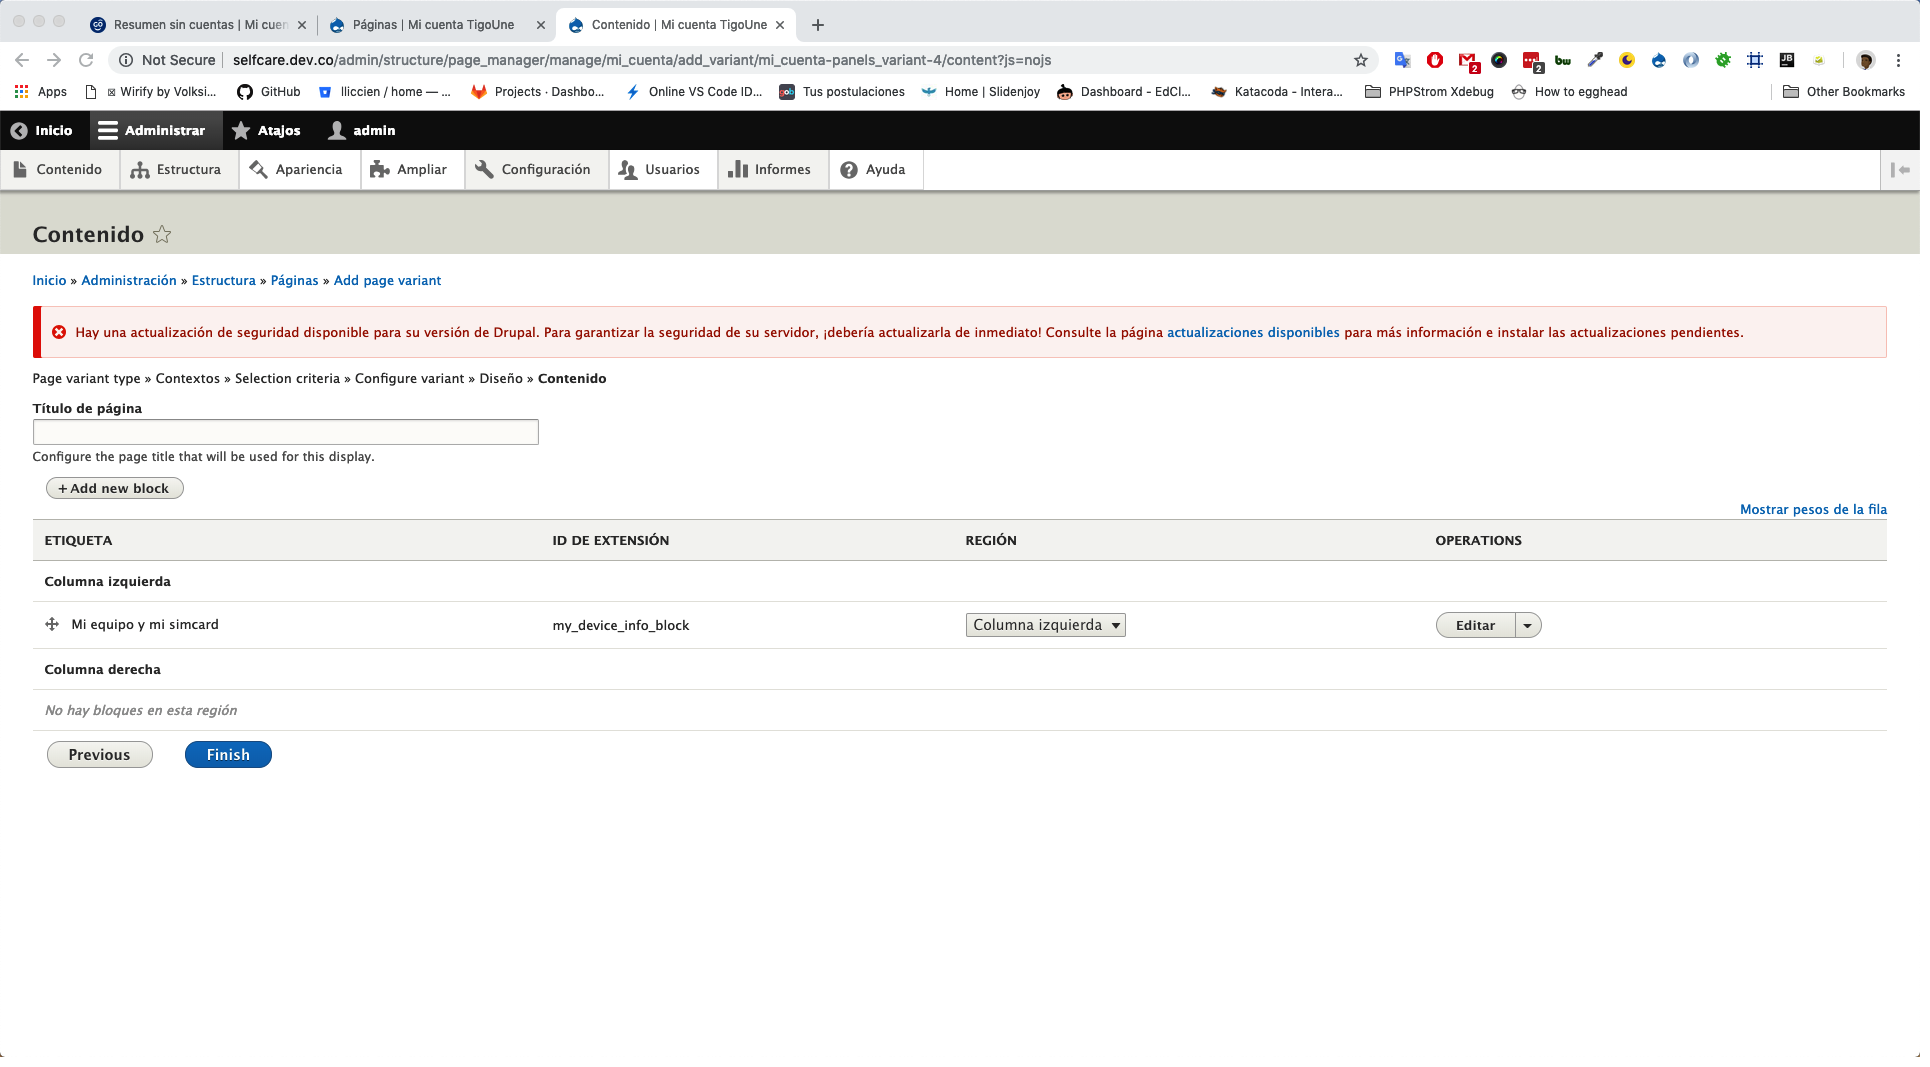 Resumen sin cuentas | Mi cuen
Páginas | Mi cuenta TigoUne
Contenido | Mi cuenta TigoUne
Not Secure
selfcare.dev.co/admin/structure/page_manager/manage/mi_cuenta/add_variant/mi_cuenta-panels_variant-4/content?js=nojs
2
2
bw
JB
Apps
Wirify by Volksi...
GitHub
lliccien / home — ...
Projects · Dashbo...
Online VS Code ID...
gob
Tus postulaciones
Home | Slidenjoy
Dashboard - EdCl...
Katacoda - Intera...
PHPStrom Xdebug
How to egghead
Other Bookmarks
Inicio
Administrar
Atajos
admin
Contenido
Estructura
Apariencia
Ampliar
Configuración
Usuarios
Informes
Ayuda
Contenido
Inicio » Administración » Estructura » Páginas » Add page variant
Hay una actualización de seguridad disponible para su versión de Drupal. Para garantizar la seguridad de su servidor, ¡debería actualizarla de inmediato! Consulte la página actualizaciones disponibles para más información e instalar las actualizaciones pendientes.
Page variant type » Contextos » Selection criteria » Configure variant » Diseño » Contenido
Título de página
Configure the page title that will be used for this display.
+ Add new block
Mostrar pesos de la fila
ETIQUETA
ID DE EXTENSIÓN
REGIÓN
OPERATIONS
Columna izquierda
Mi equipo y mi simcard
my_device_info_block
Columna izquierda
Editar
Columna derecha
No hay bloques en esta región
Previous
Finish